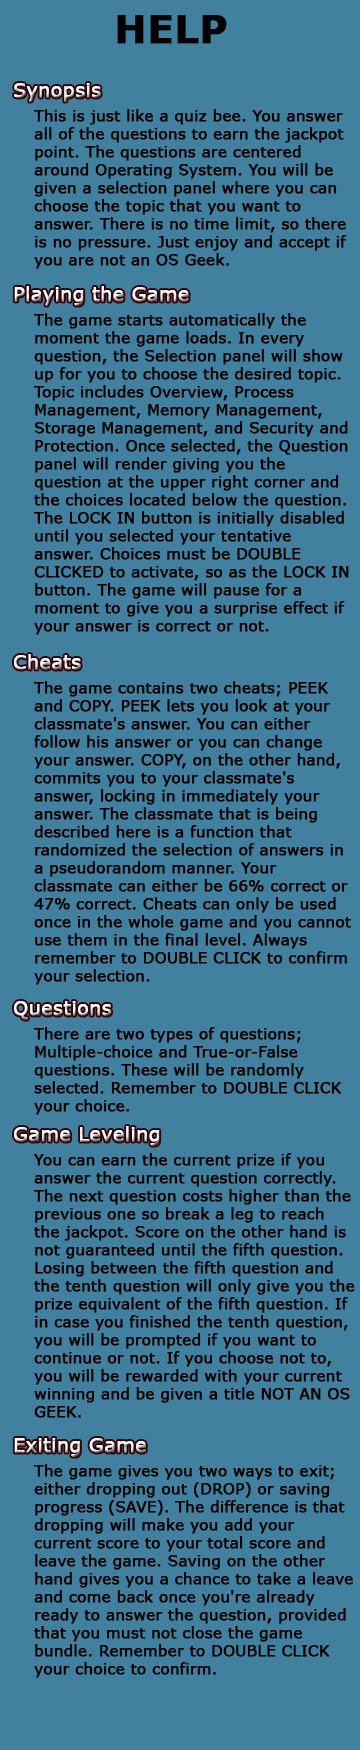 HELP
Synopsis
This is just like a quiz bee. You answer
all of the questions to earn the jackpot
point. The questions are centered
around Operating System. You will be
given a selection panel where you can
choose the topic that you want to
answer. There is no time limit, so there
is no pressure. Just enjoy and accept if
you are not an OS Geek.
Playing the Game
The game starts automatically the
moment the game loads. In every
question, the Selection panel will show
up for you to choose the desired topic.
Topic includes Overview, Process
Management, Memory Management,
Storage Management, and Security and
Protection. Once selected, the Question
panel will render giving you the
question at the upper right corner and
the choices located below the question.
The LOCK IN button is initially disabled
until you selected your tentative
answer. Choices must be DOUBLE
CLICKED to activate, so as the LOCK IN
button. The game will pause for a
moment to give you a surprise effect if
your answer is correct or not.
Cheats
The game contains two cheats; PEEK
and COPY. PEEK lets you look at your
classmate's answer. You can either
follow his answer or you can change
your answer. COPY, on the other hand,
commits you to your classmate's
answer, locking in immediately your
answer. The classmate that is being
described here is a function that
randomized the selection of answers in
a pseudorandom manner. Your
classmate can either be 66% correct or
47% correct. Cheats can only be used
once in the whole game and you cannot
use them in the final level. Always
remember to DOUBLE CLICK to confirm
your selection.
Questions
There are two types of questions;
Multiple-choice and True-or-False
questions. These will be randomly
selected. Remember to DOUBLE CLICK
your choice.
Game Leveling
You can earn the current prize if you
answer the current question correctly.
The next question costs higher than the
previous one so break a leg to reach
the jackpot. Score on the other hand is
not guaranteed until the fifth question.
Losing between the fifth question and
the tenth question will only give you the
prize equivalent of the fifth question. If
in case you finished the tenth question,
you will be prompted if you want to
continue or not. If you choose not to,
you will be rewarded with your current
winning and be given a title NOT AN OS
GEEK.
Exiting Game
The game gives you two ways to exit;
either dropping out (DROP) or saving
progress (SAVE). The difference is that
dropping will make you add your
current score to your total score and
leave the game. Saving on the other
hand gives you a chance to take a leave
and come back once you're already
ready to answer the question, provided
that you must not close the game
bundle. Remember to DOUBLE CLICK
your choice to confirm.